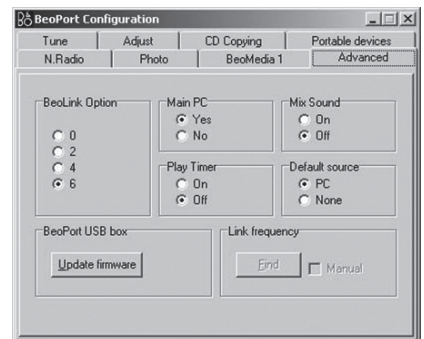 BeoPort Configuration
Tune Adjust CD Copying Portable devices
N.Radio Photo BeoMedia 1 Advanced
BeoLink Option
0
2
4
6
Main PC
Yes
No
Mix Sound
On
Off
Play Timer
On
Off
Default source
PC
None
BeoPort USB box
Update firmware
Link frequency
Find Manual